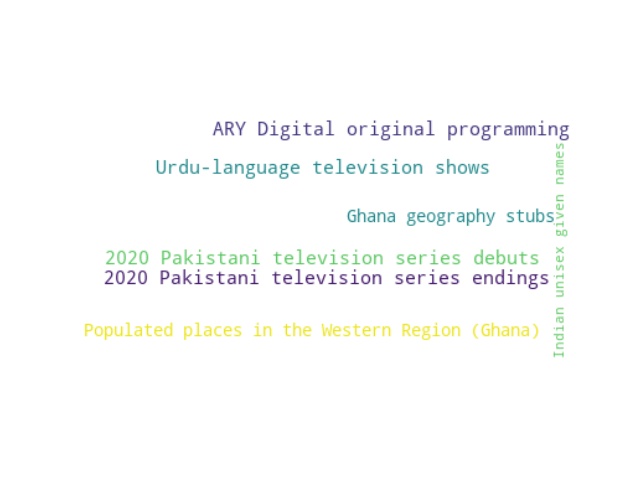 ARY Digital original programming
Urdu-language television shows
Ghana geography stubs
2020 Pakistani television series debuts
2020 Pakistani television series endings
Populated places in the Western Region (Ghana)
Indian unisex given names